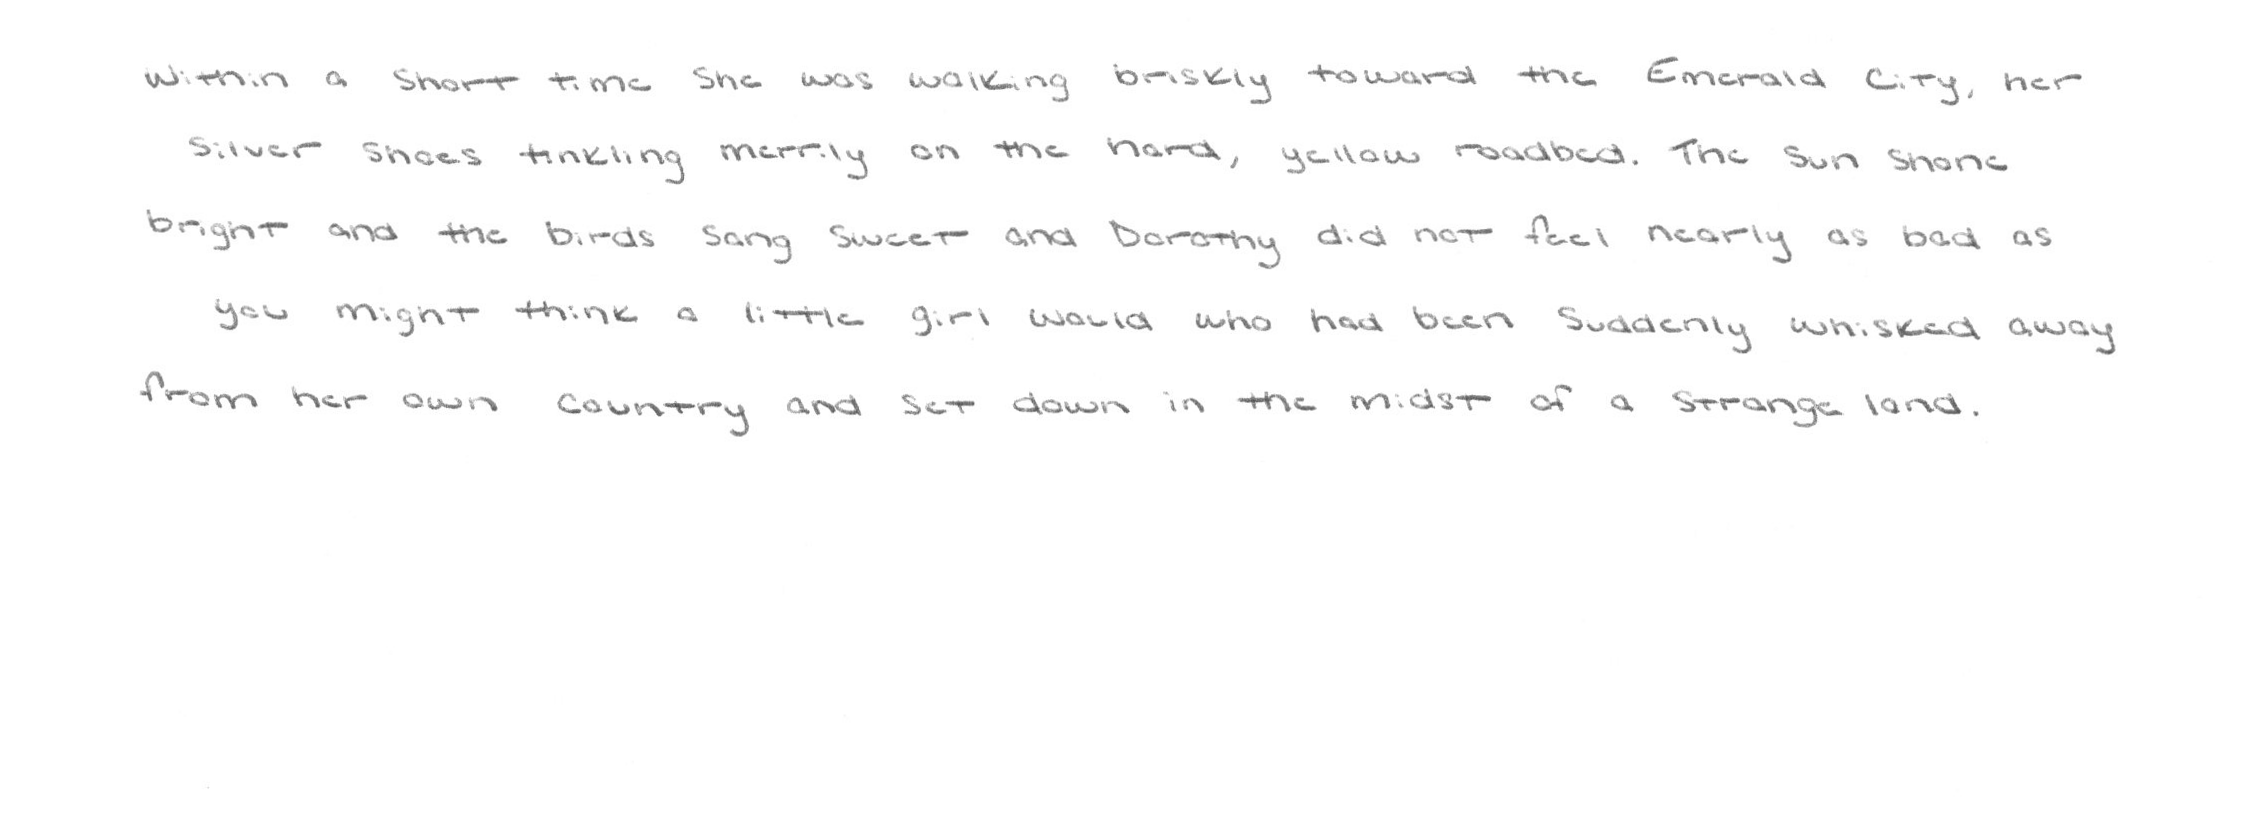 Within a short time she was walking briskly toward the Emerald City, her
silver shoes tinkling merrily on the hard, yellow roadbed. The sun shone
bright and the birds sang sweet and Dorothy did not feel nearly as bad as
you might think a little girl would who had been suddenly whisked away
from her own country and set down in the midst of a strange land.